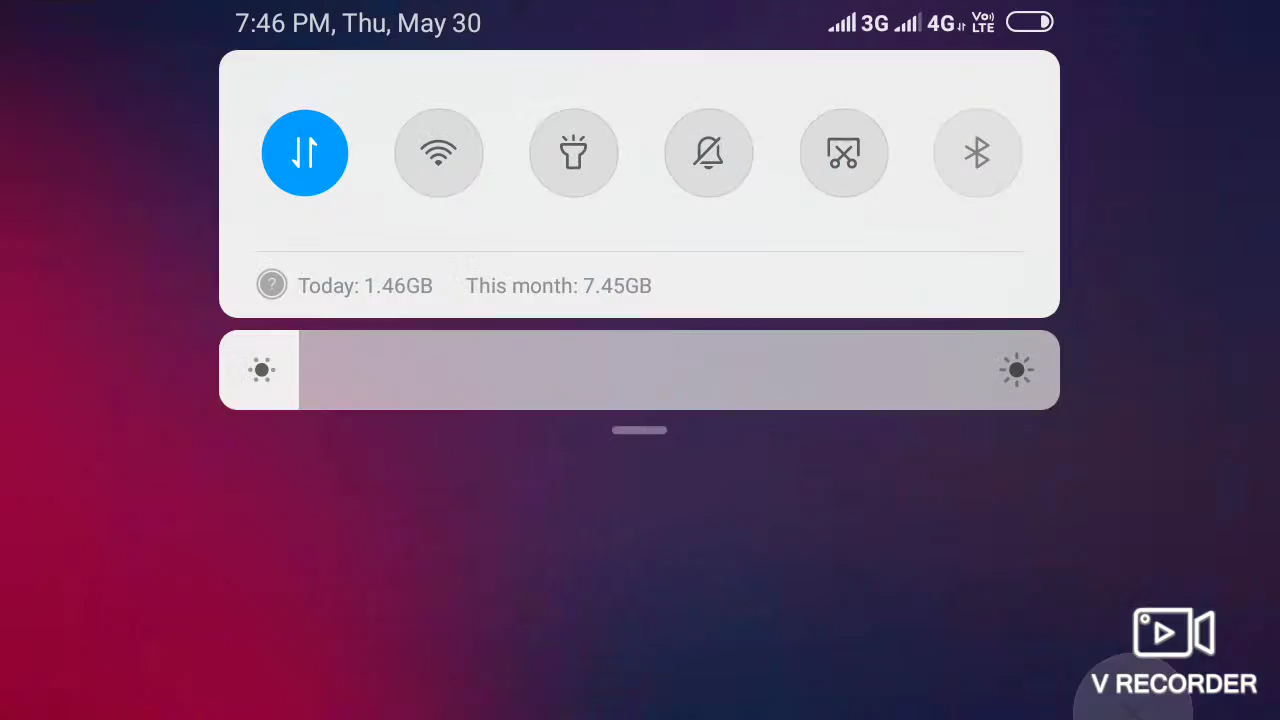 7:46 PM, Thu, May 30 3G 4G Vo) LTE
?
Today: 1.46GB This month: 7.45GB
V RECORDER